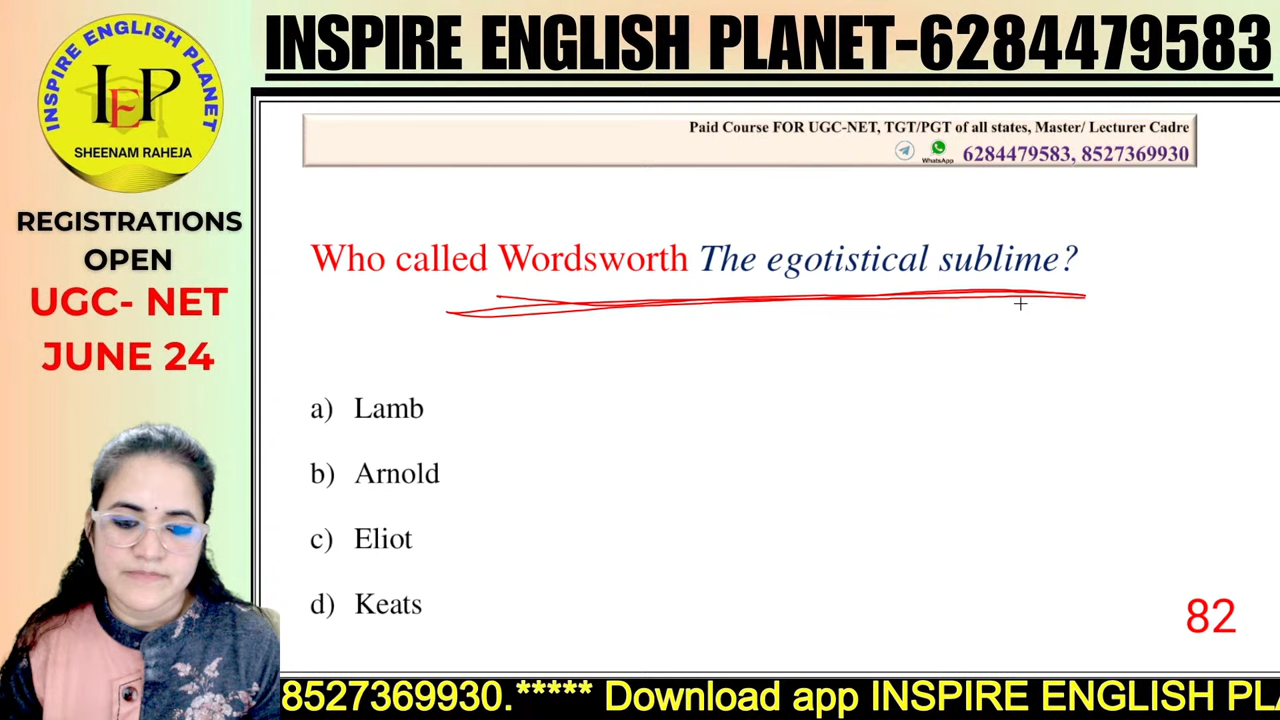 INSPIRE ENGLISH PLANET-6284479583
INSPIRE ENGLISH PLANET
IEP
SHEENAM RAHEJA
REGISTRATIONS
OPEN
UGC- NET
JUNE 24
Paid Course FOR UGC-NET, TGT/PGT of all states, Master/ Lecturer Cadre
WhatsApp 6284479583, 8527369930
Who called Wordsworth The egotistical sublime?
a) Lamb
b) Arnold
c) Eliot
d) Keats
82
8527369930.***** Download app INSPIRE ENGLISH PL